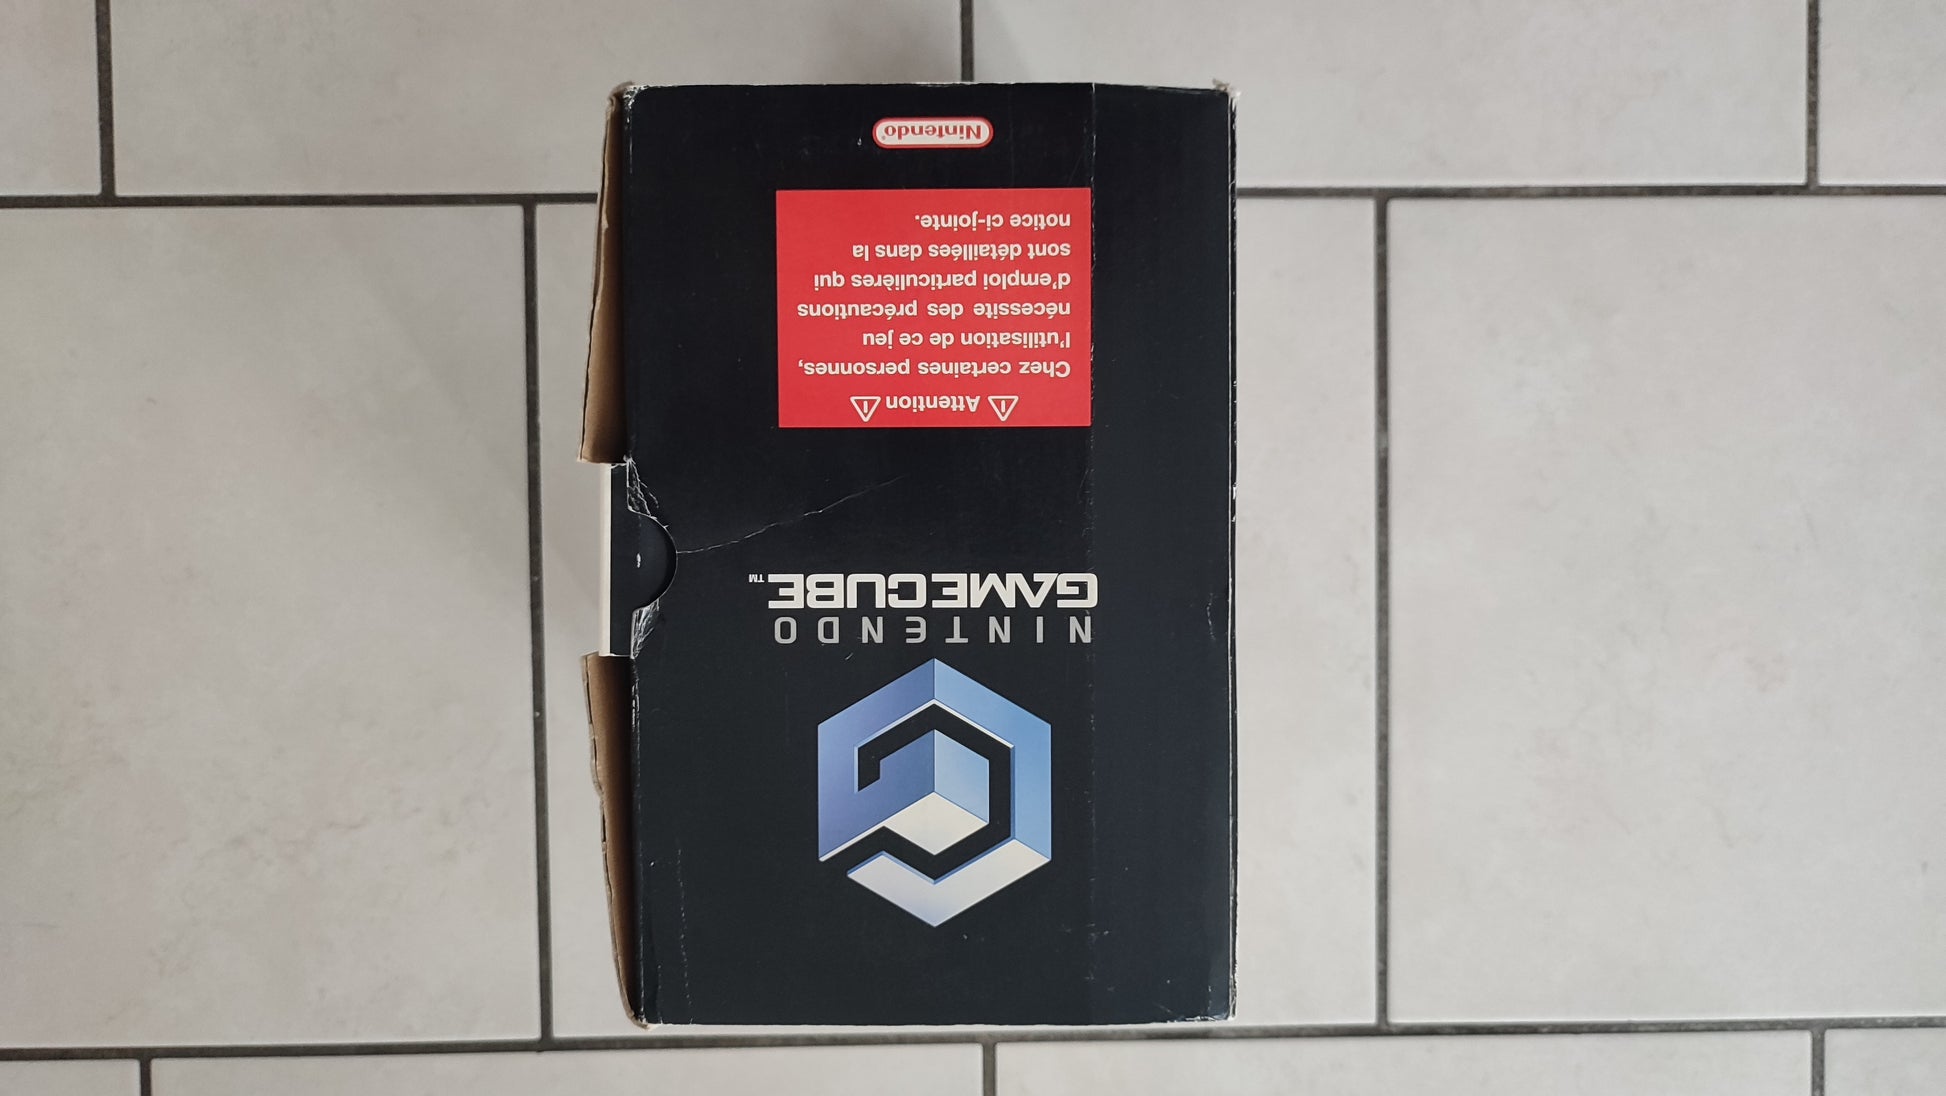 NINTENDO
GAMECUBE™
⚠ Attention ⚠
Chez certaines personnes,
l'utilisation de ce jeu
nécessite des précautions
d'emploi particulières qui
sont détaillées dans la
notice ci-jointe.
Nintendo®